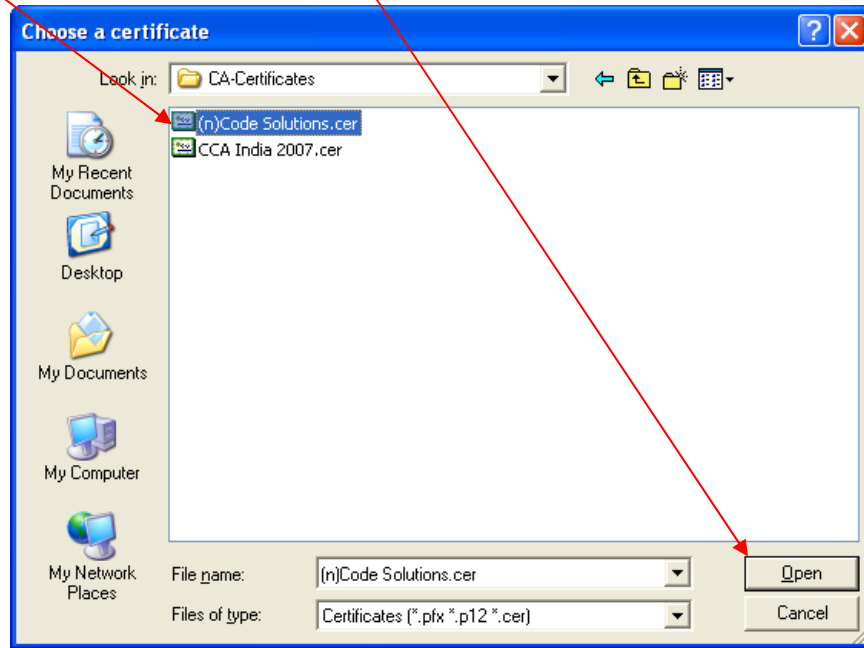 Choose a certificate
Look in: CA-Certificates
(n)Code Solutions.cer
CCA India 2007.cer
My Recent
Documents
Desktop
My Documents
My Computer
My Network
Places
File name: (n)Code Solutions.cer Open
Files of type: Certificates (*.pfx *.p12 *.cer) Cancel